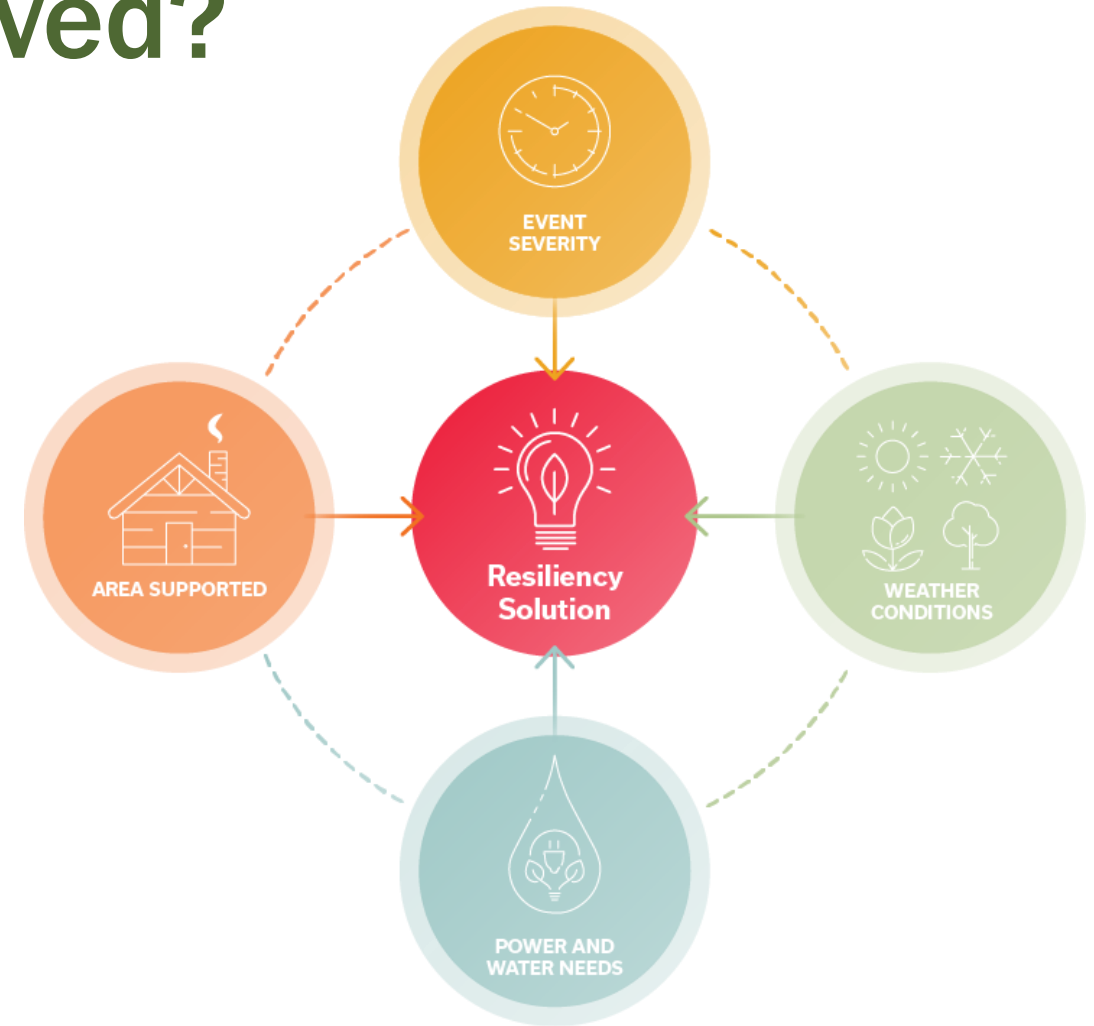 ved?
EVENT
SEVERITY
AREA SUPPORTED
Resiliency
Solution
WEATHER
CONDITIONS
POWER AND
WATER NEEDS